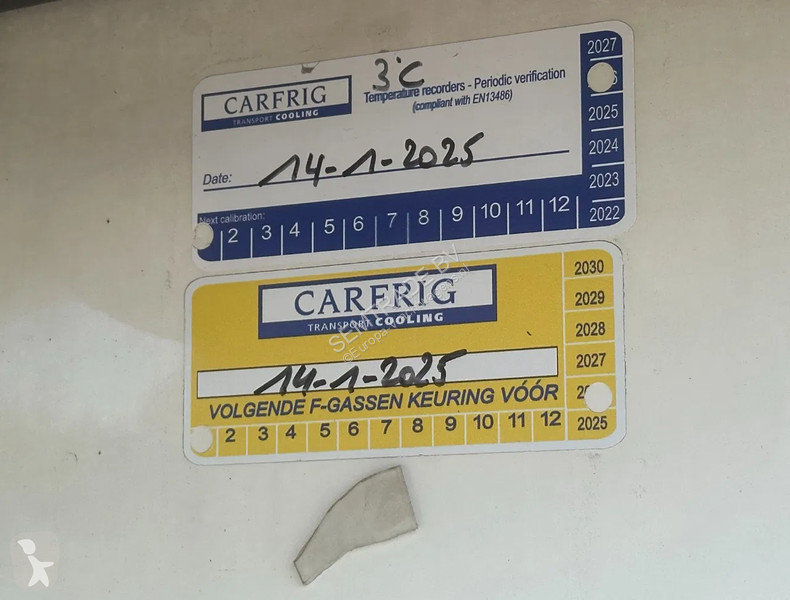 3°C
CARFRIG
TRANSPORT COOLING
Temperature recorders - Periodic verification
(compliant with EN13486)
Date: 14-1-2025
Next calibration:
2 3 4 5 6 7 8 9 10 11 12
2027
6
2025
2024
2023
2022
CARFRIG
TRANSPORT COOLING
14-1-2025
VOLGENDE F-GASSEN KEURING VÓÓR
2 3 4 5 6 7 8 9 10 11 12
2030
2029
2028
2027
2025